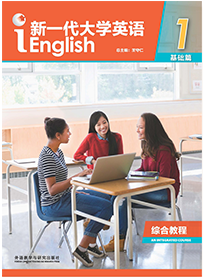 新一代大学英语
iEnglish
总主编：王守仁
1
基础篇
综合教程
AN INTEGRATED COURSE
外语教学与研究出版社